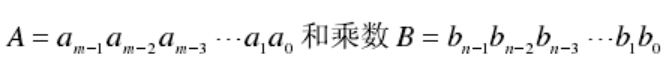 A = a_{m-1}a_{m-2}a_{m-3} ⋯a_1a_0 和乘数 B = b_{n-1}b_{n-2}b_{n-3} ⋯b_1b_0